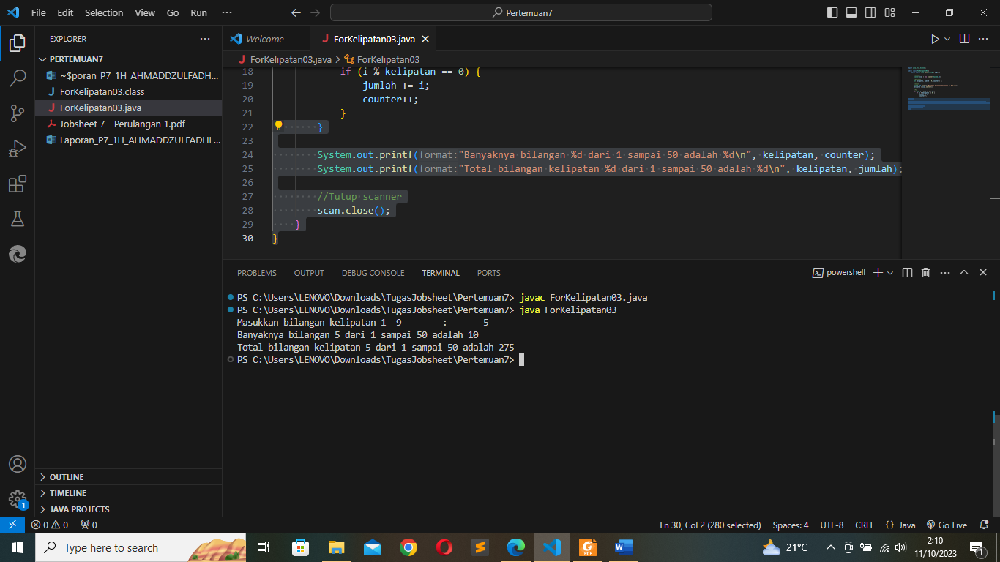 File Edit Selection View Go Run ···
Pertemuan7
EXPLORER ···
PERTEMUAN7
~$poran_P7_1H_AHMADDZULFADH...
ForKelipatan03.class
ForKelipatan03.java
Jobsheet 7 - Perulangan 1.pdf
Laporan_P7_1H_AHMADDZULFADHL...
OUTLINE
TIMELINE
JAVA PROJECTS
Welcome
J ForKelipatan03.java
J ForKelipatan03.java > ForKelipatan03
18 if (i % kelipatan == 0) {
19 jumlah += i;
20 counter++;
21 }
22 }
23
24 System.out.printf(format:"Banyaknya bilangan %d dari 1 sampai 50 adalah %d\n", kelipatan, counter);
25 System.out.printf(format:"Total bilangan kelipatan %d dari 1 sampai 50 adalah %d\n", kelipatan, jumlah);
26
27 //Tutup scanner
28 scan.close();
29 }
30 }
PROBLEMS OUTPUT DEBUG CONSOLE TERMINAL PORTS
powershell
PS C:\Users\LENOVO\Downloads\TugasJobsheet\Pertemuan7> javac ForKelipatan03.java
PS C:\Users\LENOVO\Downloads\TugasJobsheet\Pertemuan7> java ForKelipatan03
Masukkan bilangan kelipatan 1- 9 : 5
Banyaknya bilangan 5 dari 1 sampai 50 adalah 10
Total bilangan kelipatan 5 dari 1 sampai 50 adalah 275
PS C:\Users\LENOVO\Downloads\TugasJobsheet\Pertemuan7>
1
0 0 0
Ln 30, Col 2 (280 selected) Spaces: 4 UTF-8 CRLF {} Java Go Live
Type here to search
21°C
2:10
11/10/2023
1